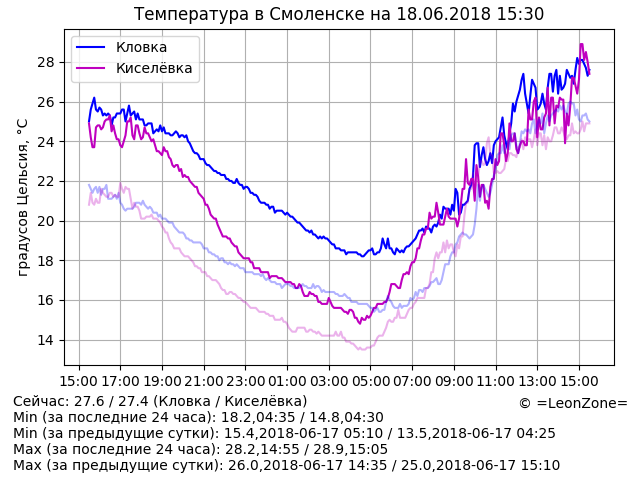 Температура в Смоленске на 18.06.2018 15:30
Кловка
Киселёвка
градусов Цельсия, °C
28
26
24
22
20
18
16
14
15:00 17:00 19:00 21:00 23:00 01:00 03:00 05:00 07:00 09:00 11:00 13:00 15:00
Сейчас: 27.6 / 27.4 (Кловка / Киселёвка)
© =LeonZone=
Min (за последние 24 часа): 18.2,04:35 / 14.8,04:30
Min (за предыдущие сутки): 15.4,2018-06-17 05:10 / 13.5,2018-06-17 04:25
Max (за последние 24 часа): 28.2,14:55 / 28.9,15:05
Max (за предыдущие сутки): 26.0,2018-06-17 14:35 / 25.0,2018-06-17 15:10